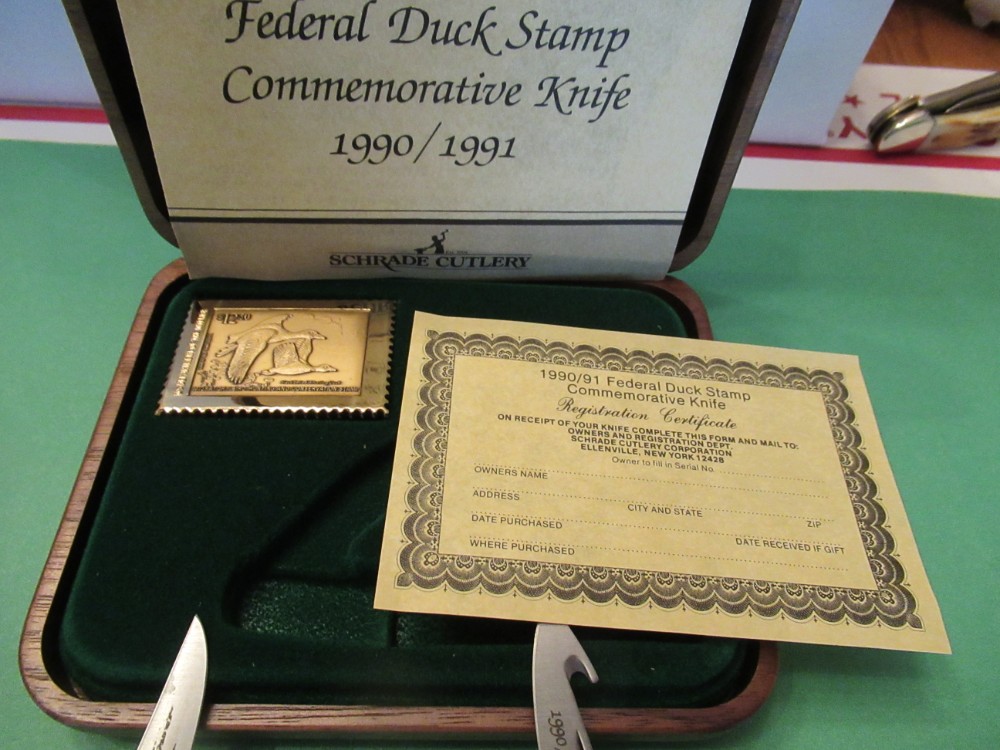 Federal Duck Stamp
Commemorative Knife
1990/1991
SCHRADE CUTLERY
1990/91 Federal Duck Stamp
Commemorative Knife
Registration Certificate
ON RECEIPT OF YOUR KNIFE COMPLETE THIS FORM AND MAIL TO:
OWNERS AND REGISTRATION DEPT.
SCHRADE CUTLERY CORPORATION
ELLENVILLE, NEW YORK 12428
Owner to fill in Serial No.
OWNERS NAME
ADDRESS
CITY AND STATE ZIP
DATE PURCHASED
DATE RECEIVED IF GIFT
WHERE PURCHASED
1990/